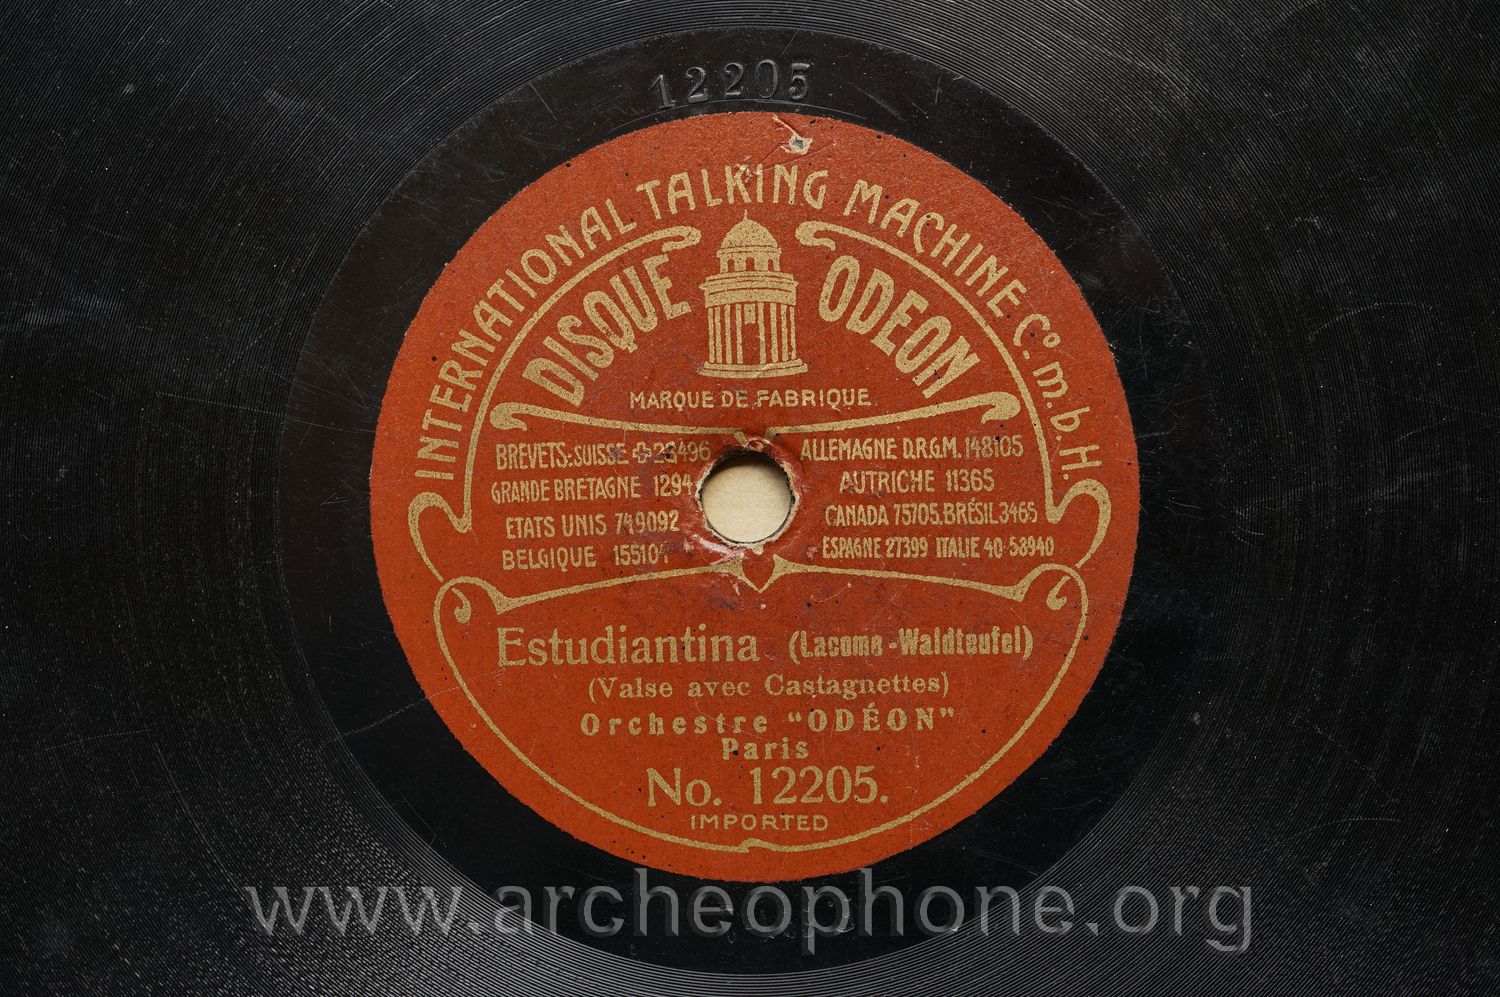 12205
INTERNATIONAL TALKING MACHINE Co. m.b.H.
DISQUE ODEON
MARQUE DE FABRIQUE
BREVETS: SUISSE ✚ 26496
GRANDE BRETAGNE 1294
ETATS UNIS 749092
BELGIQUE 155101
ALLEMAGNE D.R.G.M. 148105
AUTRICHE 11365
CANADA 75705, BRÉSIL 3465
ESPAGNE 27399 ITALIE 40-58940
Estudiantina (Lacome-Waldteufel)
(Valse avec Castagnettes)
Orchestre "ODÉON"
Paris
No. 12205.
IMPORTED
www.archeophone.org